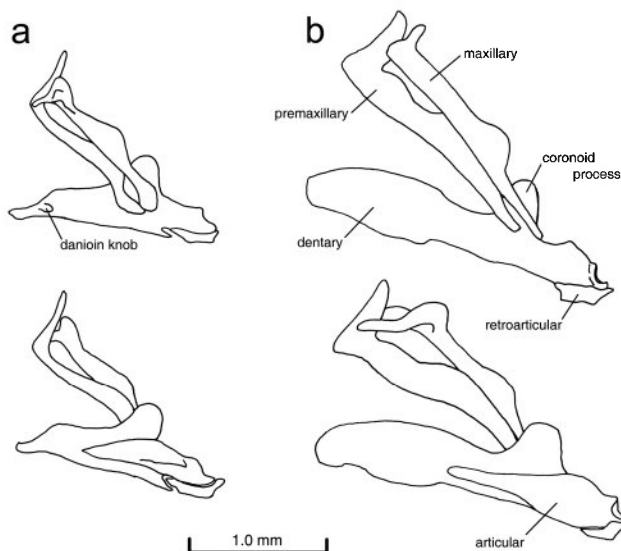 a
b
maxillary
premaxillary
coronoid
process
danioin knob
dentary
retroarticular
1.0 mm
articular